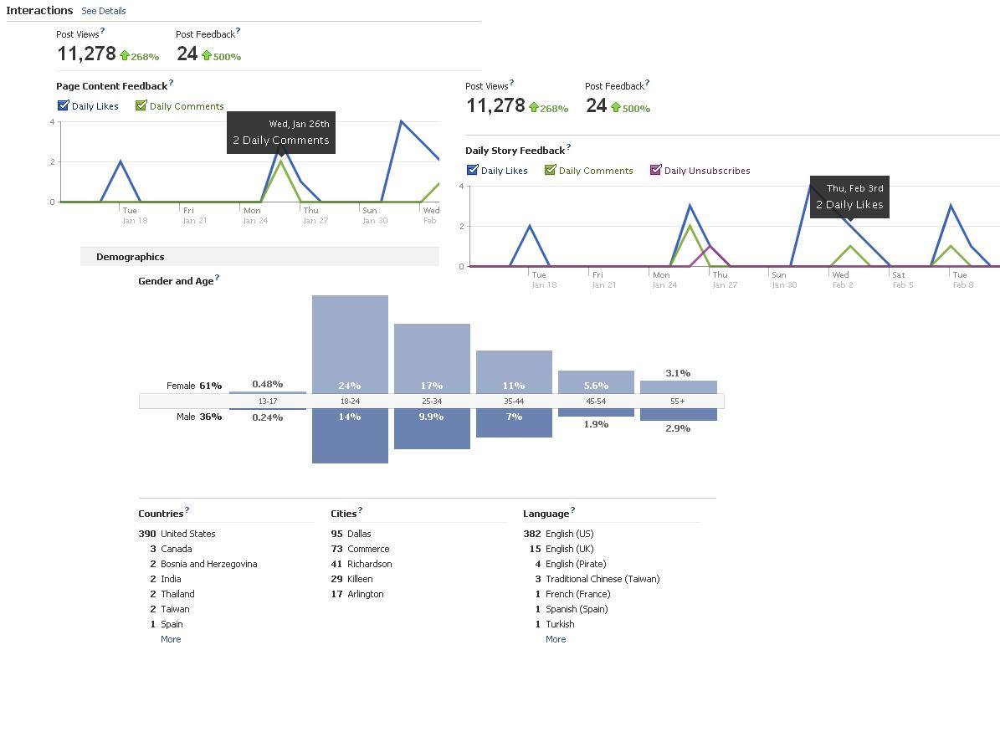 Interactions See Details
Post Views? Post Feedback?
11,278 268% 24 500%
Page Content Feedback?
Daily Likes Daily Comments
Wed, Jan 26th
2 Daily Comments
4
2
0
Tue Fri Mon Thu Sun Wed
Jan 18 Jan 21 Jan 24 Jan 27 Jan 30 Feb
Post Views? Post Feedback?
11,278 268% 24 500%
Daily Story Feedback?
Daily Likes Daily Comments Daily Unsubscribes
Thu, Feb 3rd
2 Daily Likes
4
2
0
Tue Fri Mon Thu Sun Wed Sat Tue
Jan 18 Jan 21 Jan 24 Jan 27 Jan 30 Feb 2 Feb 5 Feb 8
Demographics
Gender and Age?
Female 61% 0.48% 24% 17% 11% 5.6% 3.1%
13-17 18-24 25-34 35-44 45-54 55+
Male 36% 0.24% 14% 9.9% 7% 1.9% 2.9%
Countries?
390 United States
3 Canada
2 Bosnia and Herzegovina
2 India
2 Thailand
2 Taiwan
1 Spain
More
Cities?
95 Dallas
73 Commerce
41 Richardson
29 Killeen
17 Arlington
Language?
382 English (US)
15 English (UK)
4 English (Pirate)
3 Traditional Chinese (Taiwan)
1 French (France)
1 Spanish (Spain)
1 Turkish
More